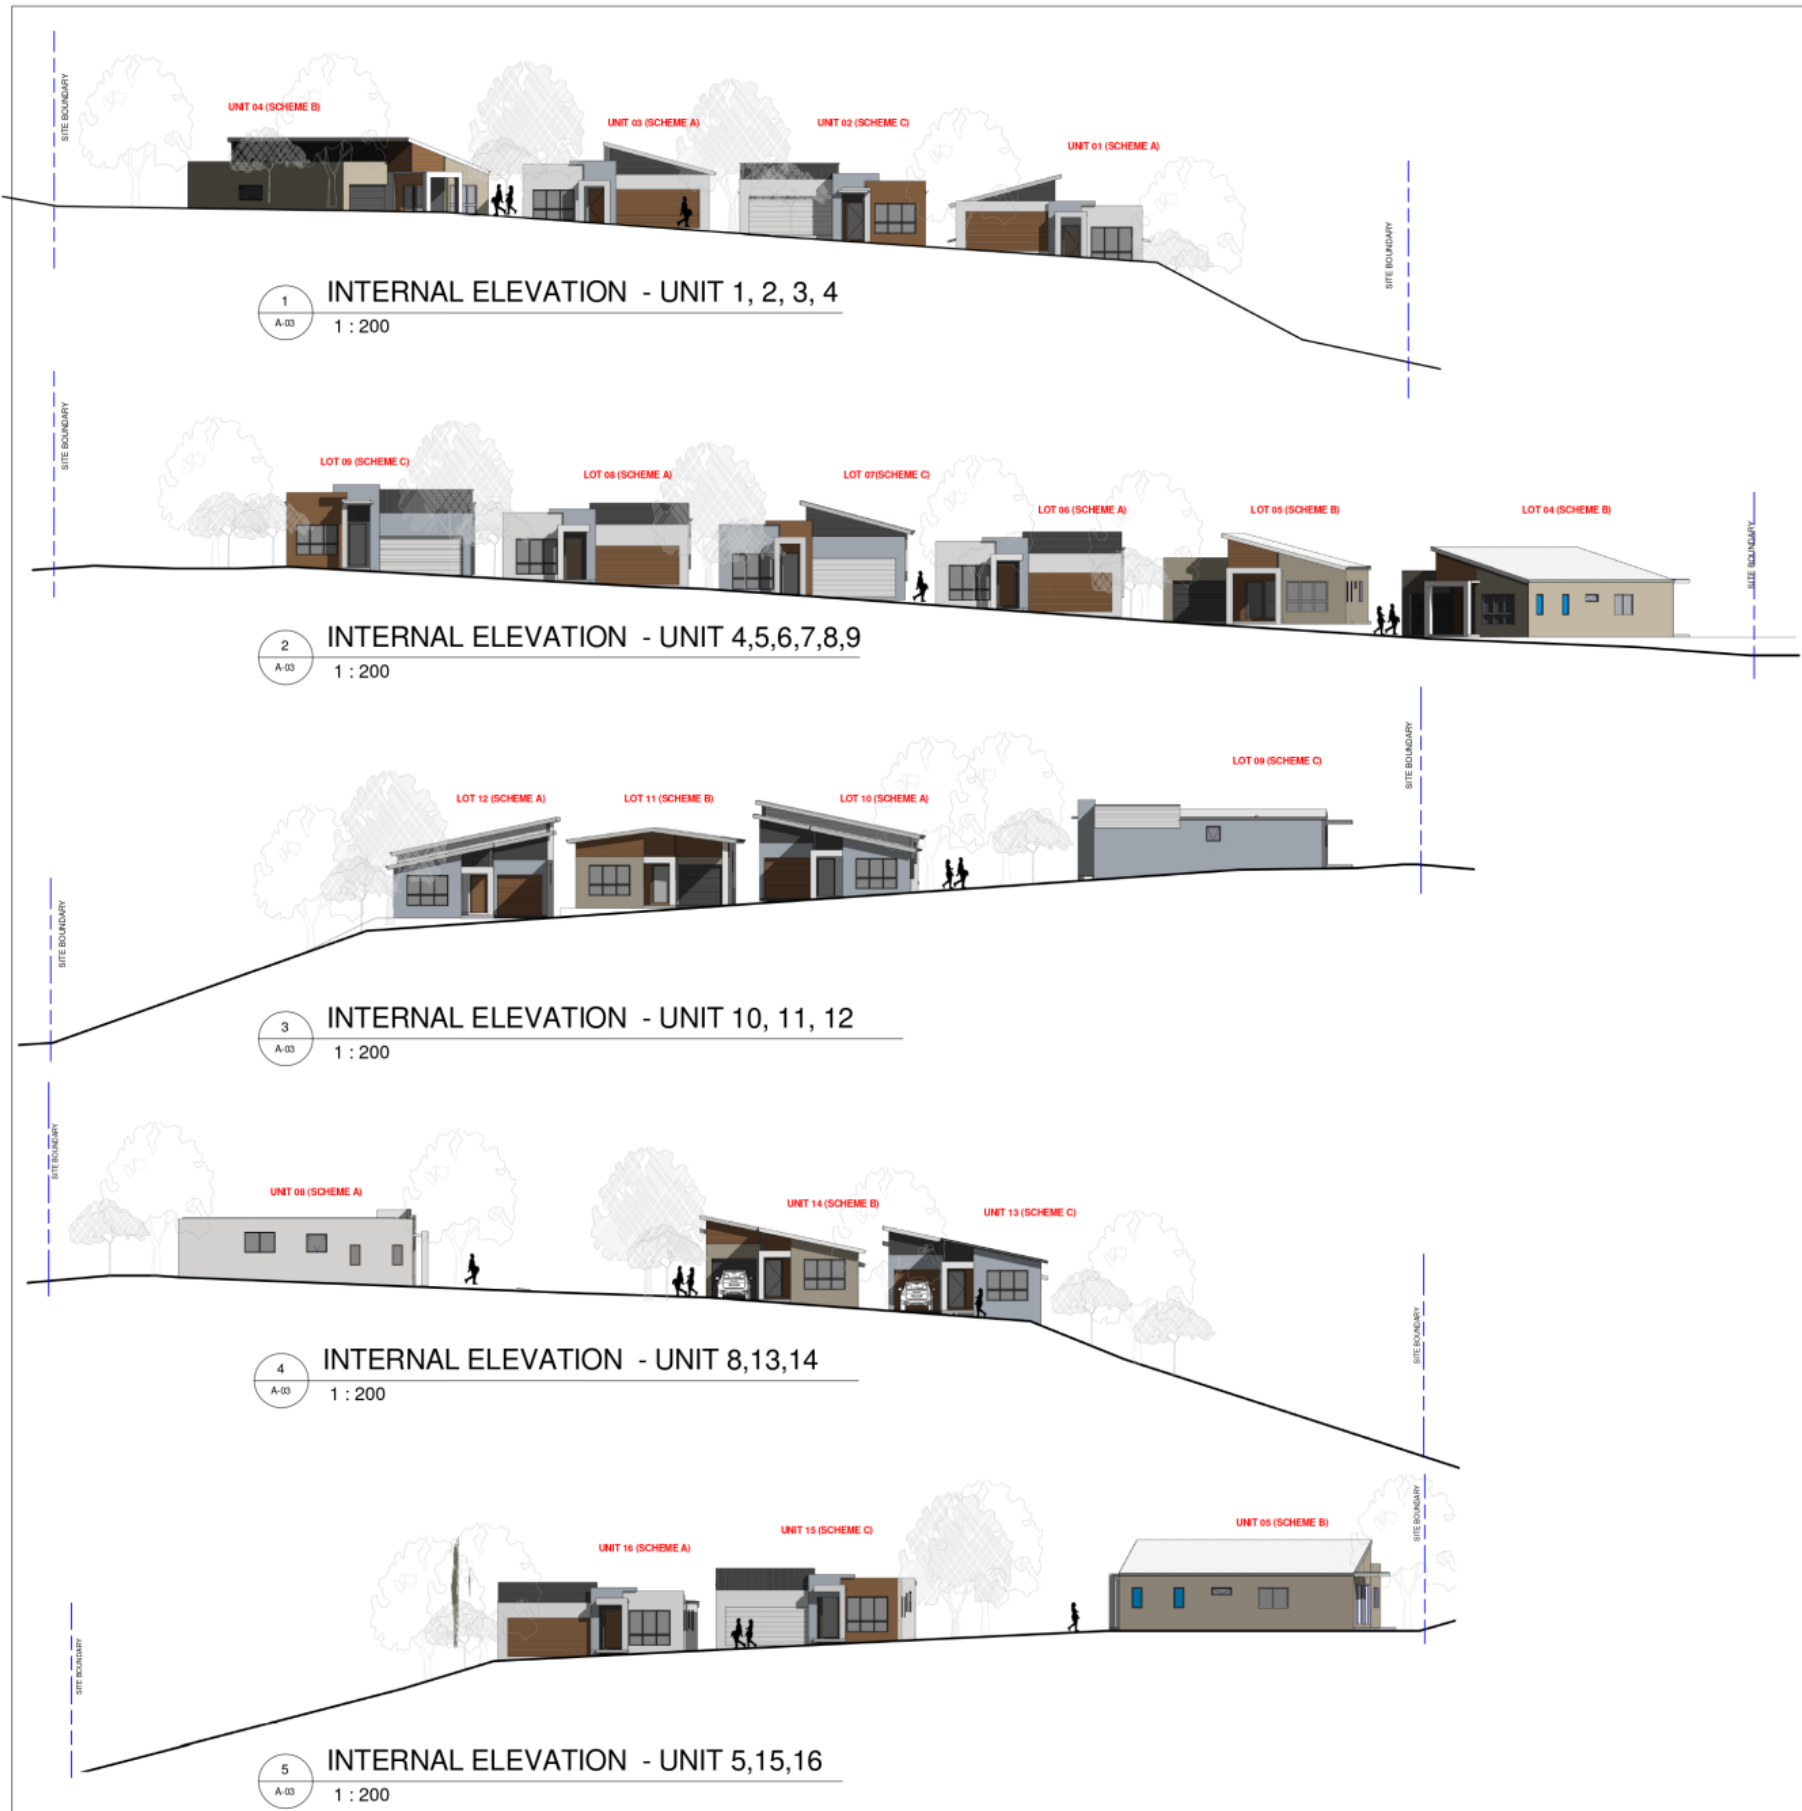 SITE BOUNDARY
UNIT 04 (SCHEME B)
UNIT 03 (SCHEME A)
UNIT 02 (SCHEME C)
UNIT 01 (SCHEME A)
SITE BOUNDARY
1
A-03
INTERNAL ELEVATION - UNIT 1, 2, 3, 4
1 : 200
SITE BOUNDARY
LOT 09 (SCHEME C)
LOT 08 (SCHEME A)
LOT 07(SCHEME C)
LOT 06 (SCHEME A)
LOT 05 (SCHEME B)
LOT 04 (SCHEME B)
SITE BOUNDARY
2
A-03
INTERNAL ELEVATION - UNIT 4,5,6,7,8,9
1 : 200
SITE BOUNDARY
LOT 12 (SCHEME A)
LOT 11 (SCHEME B)
LOT 10 (SCHEME A)
LOT 09 (SCHEME C)
SITE BOUNDARY
3
A-03
INTERNAL ELEVATION - UNIT 10, 11, 12
1 : 200
SITE BOUNDARY
UNIT 08 (SCHEME A)
UNIT 14 (SCHEME B)
UNIT 13 (SCHEME C)
SITE BOUNDARY
4
A-03
INTERNAL ELEVATION - UNIT 8,13,14
1 : 200
SITE BOUNDARY
UNIT 16 (SCHEME A)
UNIT 15 (SCHEME C)
UNIT 05 (SCHEME B)
SITE BOUNDARY
5
A-03
INTERNAL ELEVATION - UNIT 5,15,16
1 : 200